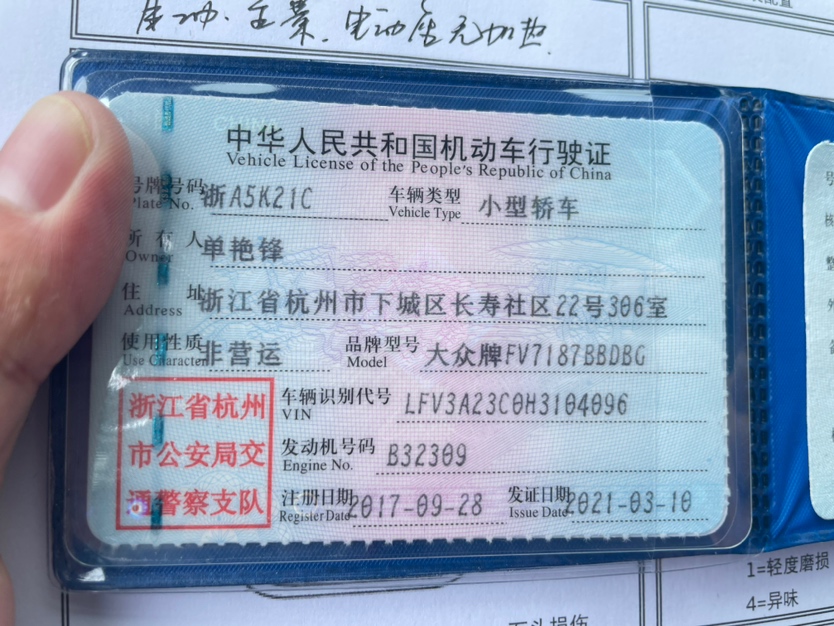 中华人民共和国机动车行驶证
Vehicle License of the People's Republic of China
号牌号码 浙A5K21C 车辆类型 小型轿车
Plate No. Vehicle Type
所有人 单艳锋
Owner
住址 浙江省杭州市下城区长寿社区22号306室
Address
使用性质 非营运 品牌型号 大众牌FV7187BBDBG
Use Character Model
浙江省杭州市公安局交通警察支队
车辆识别代号 LFV3A23C0H3104096
VIN
发动机号码 B32309
Engine No.
注册日期 2017-09-28 发证日期 2021-03-10
Register Date Issue Date
1=轻度磨损
4=异味